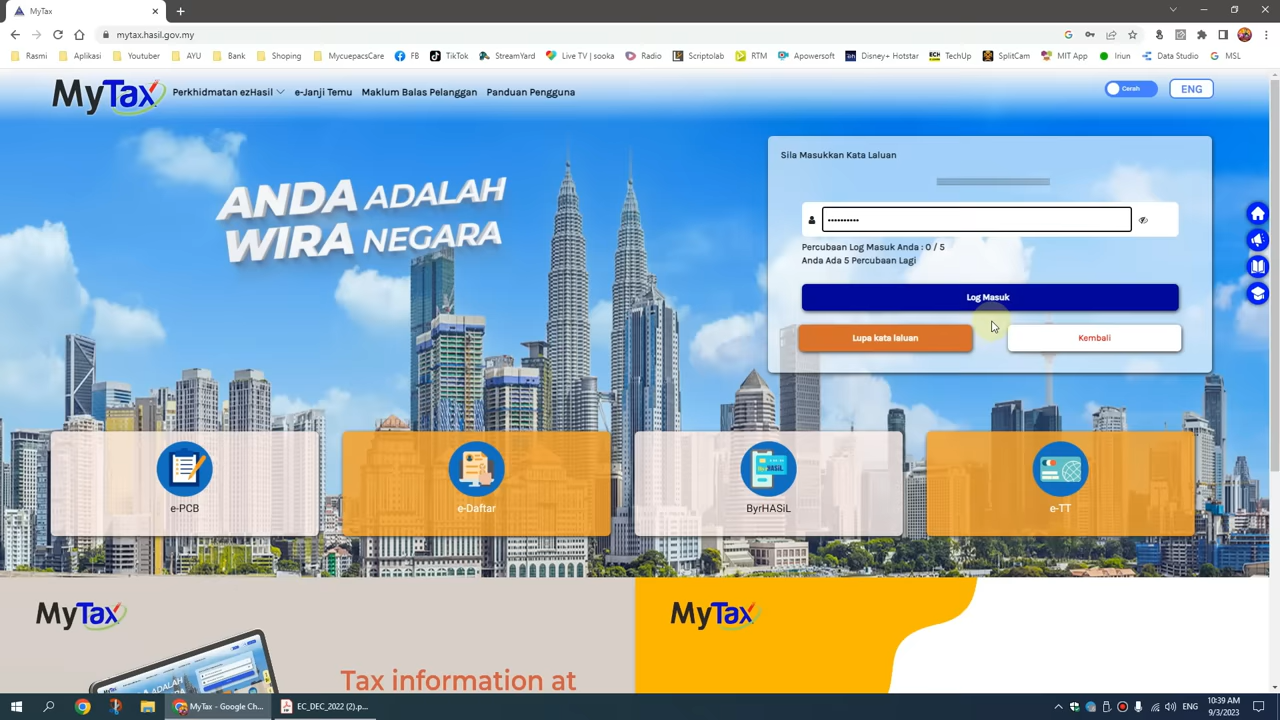 MyTax
mytax.hasil.gov.my
Rasmi
Aplikasi
Youtuber
AYU
Bank
Shoping
MycuepacsCare
FB
TikTok
StreamYard
Live TV | sooka
Radio
Scriptolab
RTM
Apowersoft
Disney+ Hotstar
TechUp
SplitCam
MIT App
Iriun
Data Studio
MSL
MyTax
Perkhidmatan ezHasil
e-Janji Temu
Maklum Balas Pelanggan
Panduan Pengguna
Cerah
ENG
Sila Masukkan Kata Laluan
ANDA ADALAH
WIRA NEGARA
Percubaan Log Masuk Anda : 0 / 5
Anda Ada 5 Percubaan Lagi
Log Masuk
Lupa kata laluan
Kembali
e-PCB
e-Daftar
ByrHASiL
e-TT
MyTax
MyTax
Tax information at
MyTax - Google Ch...
EC_DEC_2022 (2).p...
ENG
10:39 AM
9/3/2023